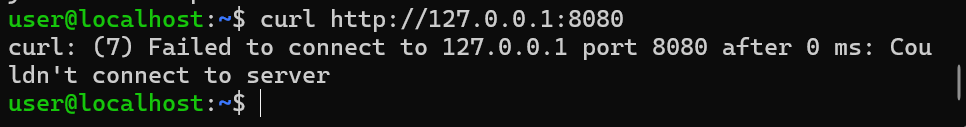 user@localhost:~$ curl http://127.0.0.1:8080
curl: (7) Failed to connect to 127.0.0.1 port 8080 after 0 ms: Cou
ldn't connect to server
user@localhost:~$